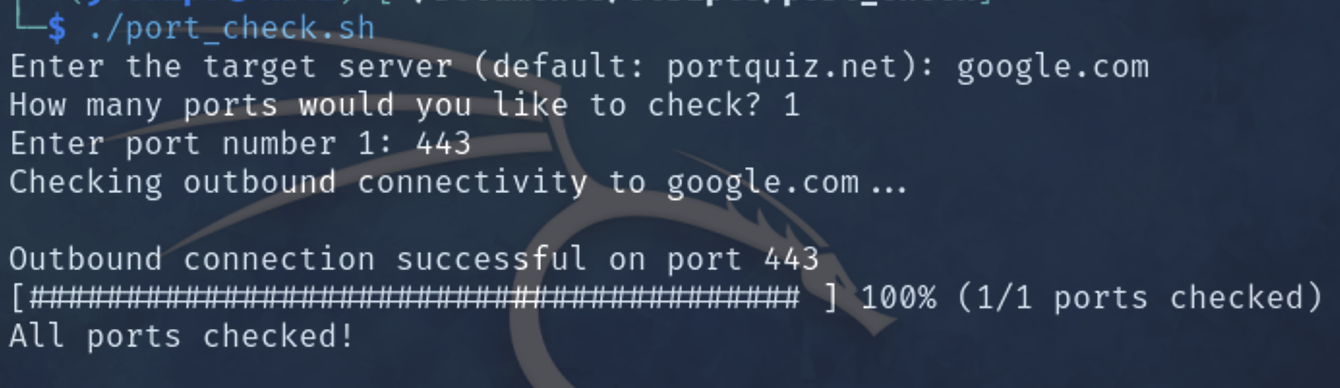 └─$ ./port_check.sh
Enter the target server (default: portquiz.net): google.com
How many ports would you like to check? 1
Enter port number 1: 443
Checking outbound connectivity to google.com...

Outbound connection successful on port 443
[######################################## ] 100% (1/1 ports checked)
All ports checked!